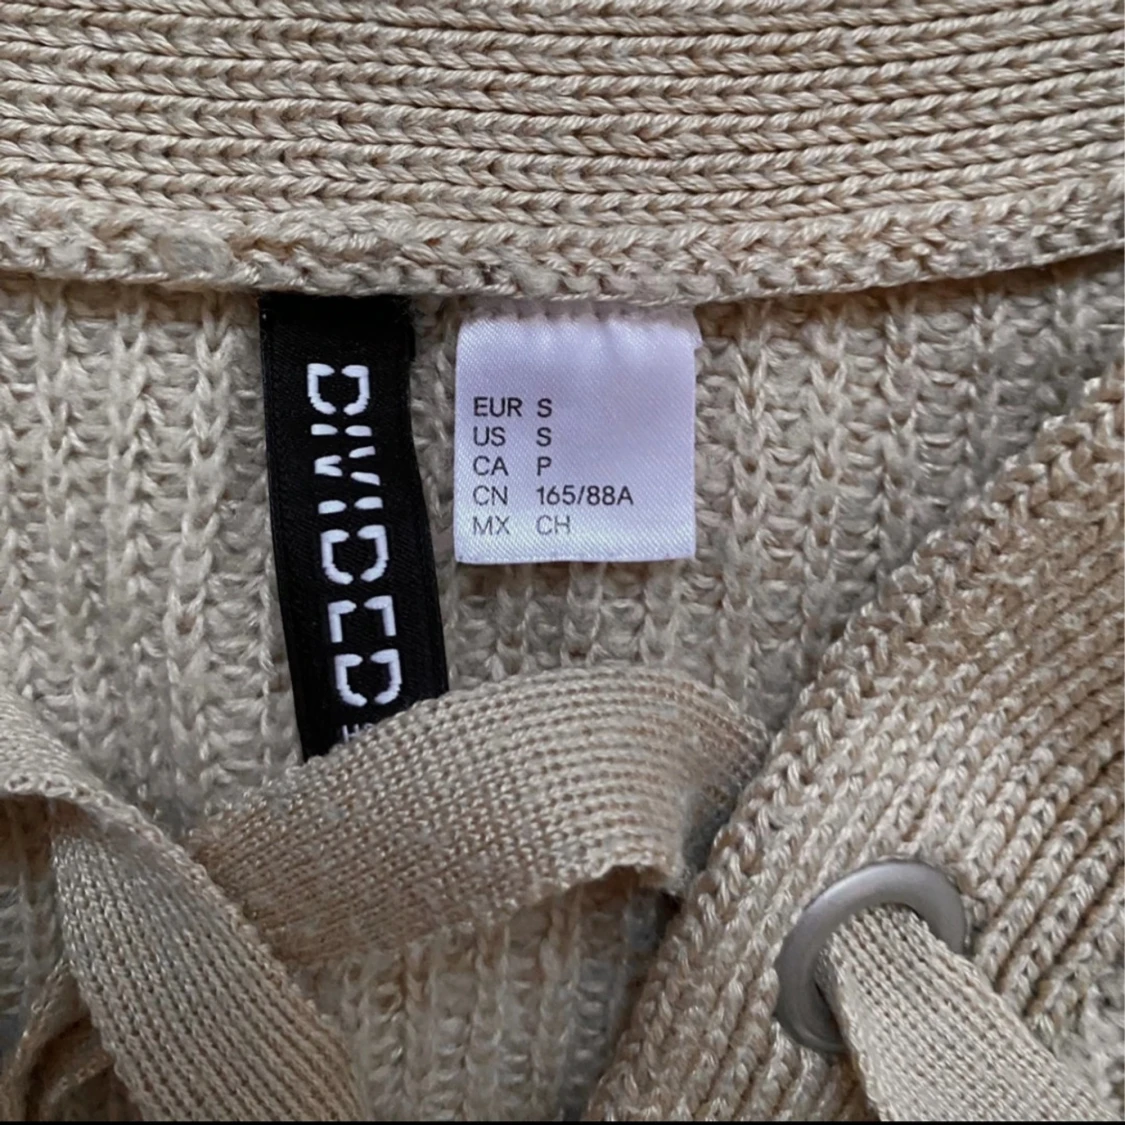 DIVIDED
EUR S
US S
CA P
CN 165/88A
MX CH